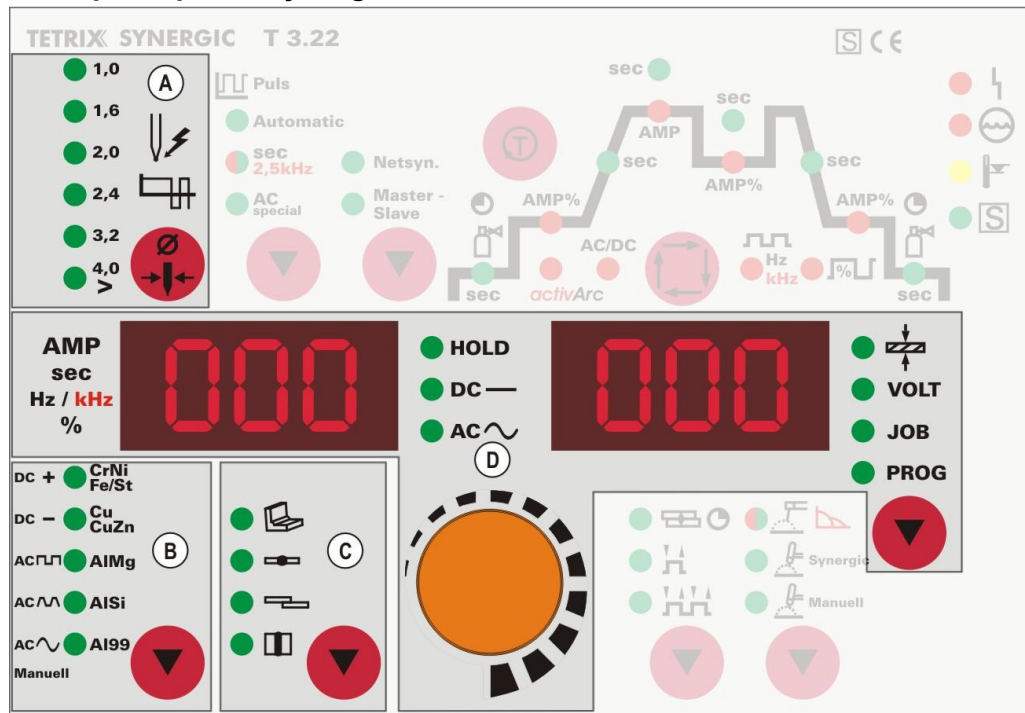 TETRIX SYNERGIC T 3.22
S CE
1,0
A
1,6
2,0
2,4
3,2
4,0
>
Ø
Puls
Automatic
sec
2,5kHz
AC
special
Netsyn.
Master -
Slave
T
sec
AMP
sec
sec
AMP%
sec
AMP%
AMP%
AC/DC
activArc
Hz
kHz
%
sec
sec
S
AMP
sec
Hz / kHz
%
000
HOLD
DC
AC
D
000
VOLT
JOB
PROG
DC + CrNi
Fe/St
DC - Cu
CuZn
AC AlMg
AC AlSi
AC Al99
Manuell
B
C
Synergic
Manuell